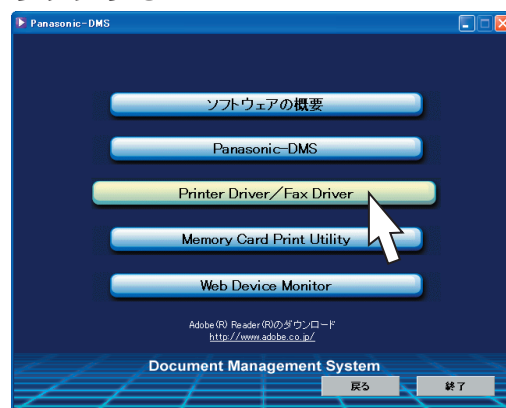 Panasonic-DMS
ソフトウェアの概要
Panasonic-DMS
Printer Driver／Fax Driver
Memory Card Print Utility
Web Device Monitor
Adobe(R) Reader(R)のダウンロード
http://www.adobe.co.jp/
Document Management System
戻る
終了